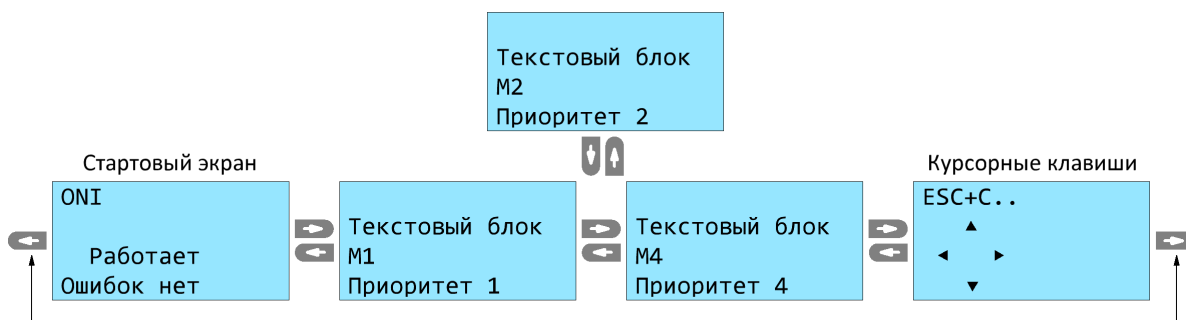 Текстовый блок
M2
Приоритет 2
Стартовый экран
Курсорные клавиши
ONI
Работает
Ошибок нет
Текстовый блок
M1
Приоритет 1
Текстовый блок
M4
Приоритет 4
ESC+C..